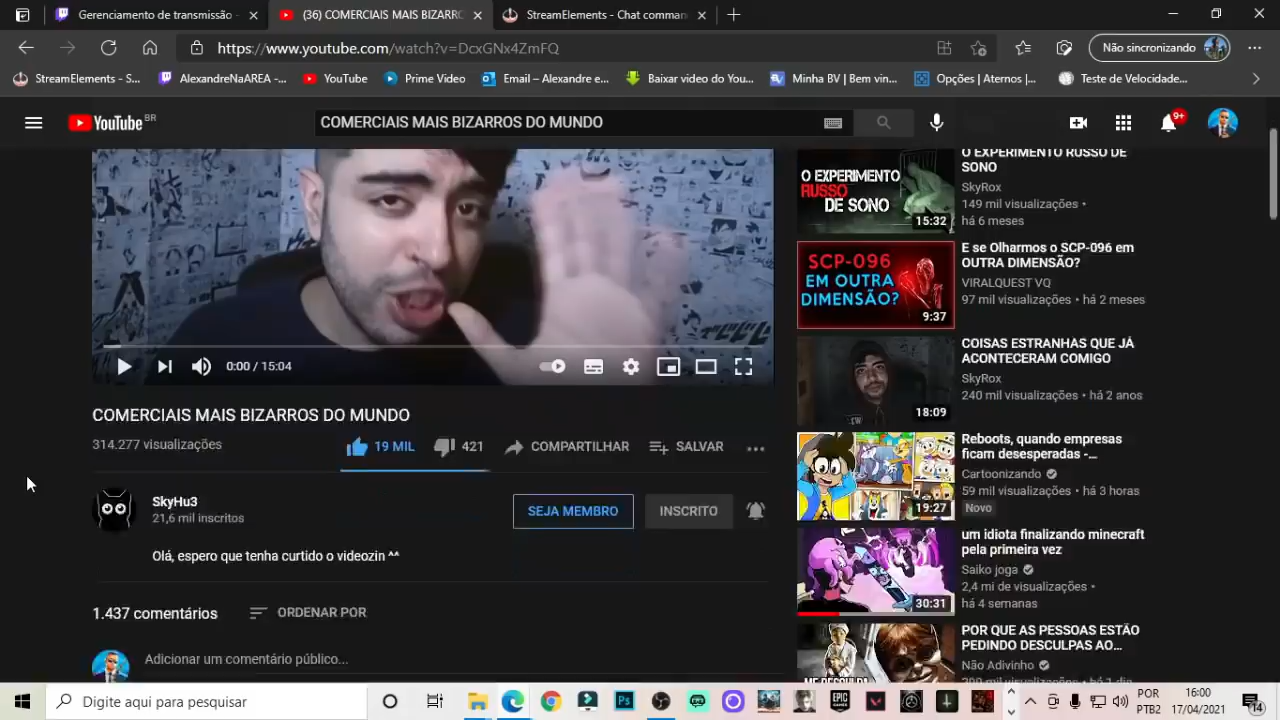 Gerenciamento de transmissão -
(36) COMERCIAIS MAIS BIZARRO
StreamElements - Chat comman
https://www.youtube.com/watch?v=DcxGNx4ZmFQ
Não sincronizando
StreamElements - S...
AlexandreNaAREA -...
YouTube
Prime Video
Email – Alexandre e...
Baixar video do You...
Minha BV | Bem vin...
Opções | Aternos |...
Teste de Velocidade...
YouTube BR
COMERCIAIS MAIS BIZARROS DO MUNDO
9+
0:00 / 15:04
COMERCIAIS MAIS BIZARROS DO MUNDO
314.277 visualizações
19 MIL
421
COMPARTILHAR
SALVAR
SkyHu3
21,6 mil inscritos
SEJA MEMBRO
INSCRITO
Olá, espero que tenha curtido o videozin ^^
1.437 comentários
ORDENAR POR
Adicionar um comentário público...
O EXPERIMENTO
RUSSO
DE SONO
15:32
O EXPERIMENTO RUSSO DE
SONO
SkyRox
149 mil visualizações •
há 6 meses
SCP-096
EM OUTRA
DIMENSÃO?
9:37
E se Olharmos o SCP-096 em
OUTRA DIMENSÃO?
VIRALQUEST VQ
97 mil visualizações • há 2 meses
18:09
COISAS ESTRANHAS QUE JÁ
ACONTECERAM COMIGO
SkyRox
240 mil visualizações • há 2 anos
19:27
Reboots, quando empresas
ficam desesperadas -...
Cartoonizando
59 mil visualizações • há 3 horas
Novo
30:31
um idiota finalizando minecraft
pela primeira vez
Saiko joga
2,4 mi de visualizações •
há 4 semanas
POR QUE AS PESSOAS ESTÃO
PEDINDO DESCULPAS AO...
Não Adivinho
Digite aqui para pesquisar
Ps
EPIC
GAMES
POR
PTB2
16:00
17/04/2021
14